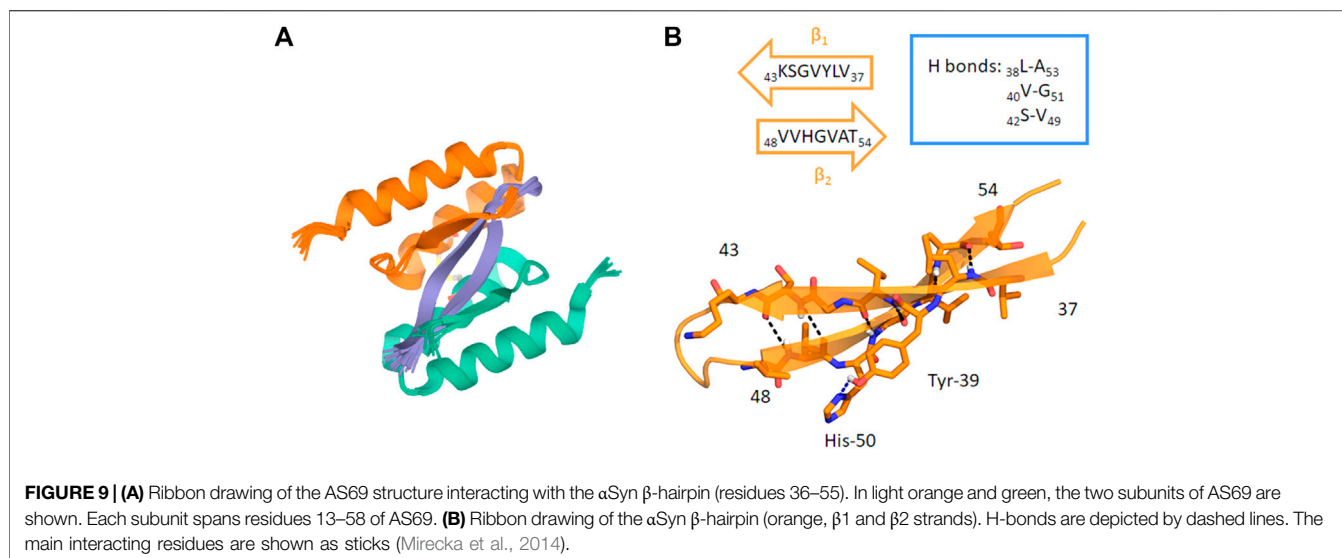 A
B
β1
43KSGVYLV37
48VVHGVAT54
β2
H bonds: 38L-A53
40V-G51
42S-V49
54
43
37
48
Tyr-39
His-50
FIGURE 9 | (A) Ribbon drawing of the AS69 structure interacting with the αSyn β-hairpin (residues 36–55). In light orange and green, the two subunits of AS69 are
shown. Each subunit spans residues 13–58 of AS69. (B) Ribbon drawing of the αSyn β-hairpin (orange, β1 and β2 strands). H-bonds are depicted by dashed lines. The
main interacting residues are shown as sticks (Mirecka et al., 2014).